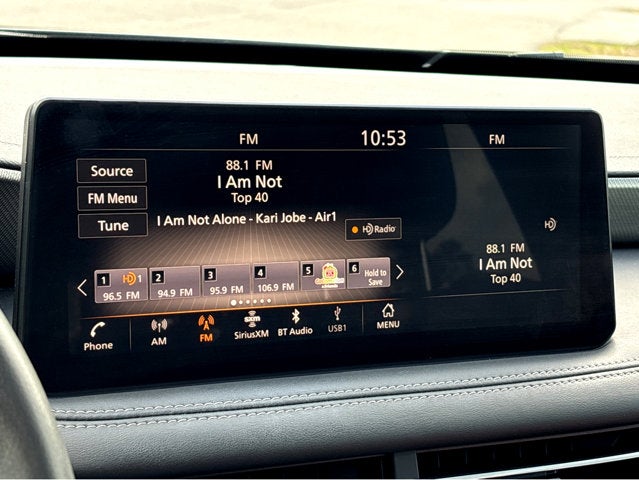 FM 10:53 FM
Source
FM Menu
Tune
88.1 FM
I Am Not
Top 40
I Am Not Alone - Kari Jobe - Air1
HD Radio
88.1 FM
I Am Not
Top 40
1 HD 1
96.5 FM
2
94.9 FM
3
95.9 FM
4
106.9 FM
5
6 Hold to
Save
Phone
AM
FM
sxm
SiriusXM
BT Audio
USB1
MENU